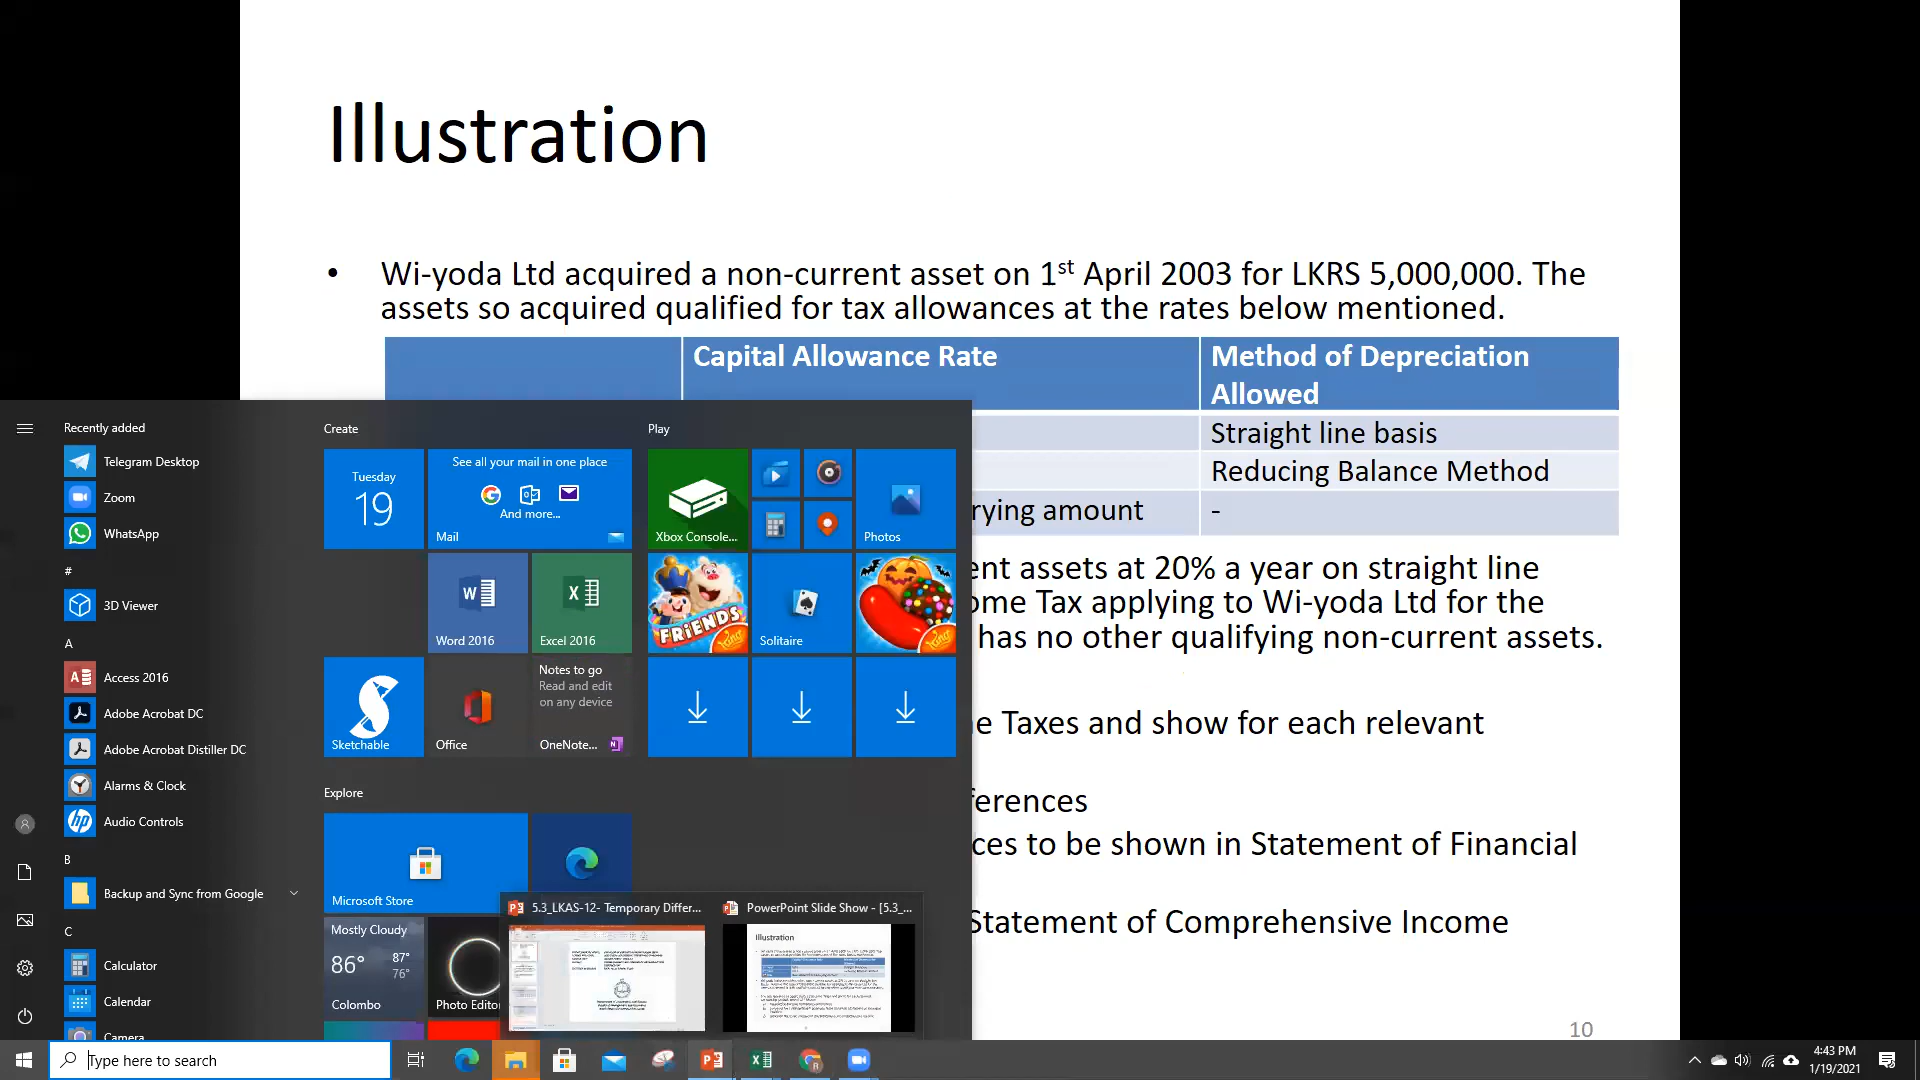 Illustration
• Wi-yoda Ltd acquired a non-current asset on 1st April 2003 for LKRS 5,000,000. The
assets so acquired qualified for tax allowances at the rates below mentioned.
Capital Allowance Rate
Method of Depreciation
Allowed
Straight line basis
Reducing Balance Method
rying amount
-
ent assets at 20% a year on straight line
ome Tax applying to Wi-yoda Ltd for the
has no other qualifying non-current assets.
e Taxes and show for each relevant
ferences
ces to be shown in Statement of Financial
Statement of Comprehensive Income
10
Recently added
Telegram Desktop
Zoom
WhatsApp
#
3D Viewer
A
Access 2016
Adobe Acrobat DC
Adobe Acrobat Distiller DC
Alarms & Clock
Audio Controls
B
Backup and Sync from Google
C
Calculator
Calendar
Camera
Create
Tuesday
19
See all your mail in one place
And more...
Mail
Word 2016
Excel 2016
Sketchable
Office
Notes to go
Read and edit
on any device
OneNote...
Play
Xbox Console...
Photos
FRiENDS
King
Solitaire
King
Explore
Microsoft Store
Mostly Cloudy
86°
87°
76°
Colombo
Photo Editor
5.3_LKAS-12- Temporary Differ...
PowerPoint Slide Show - [5.3_...
Illustration
Type here to search
4:43 PM
1/19/2021